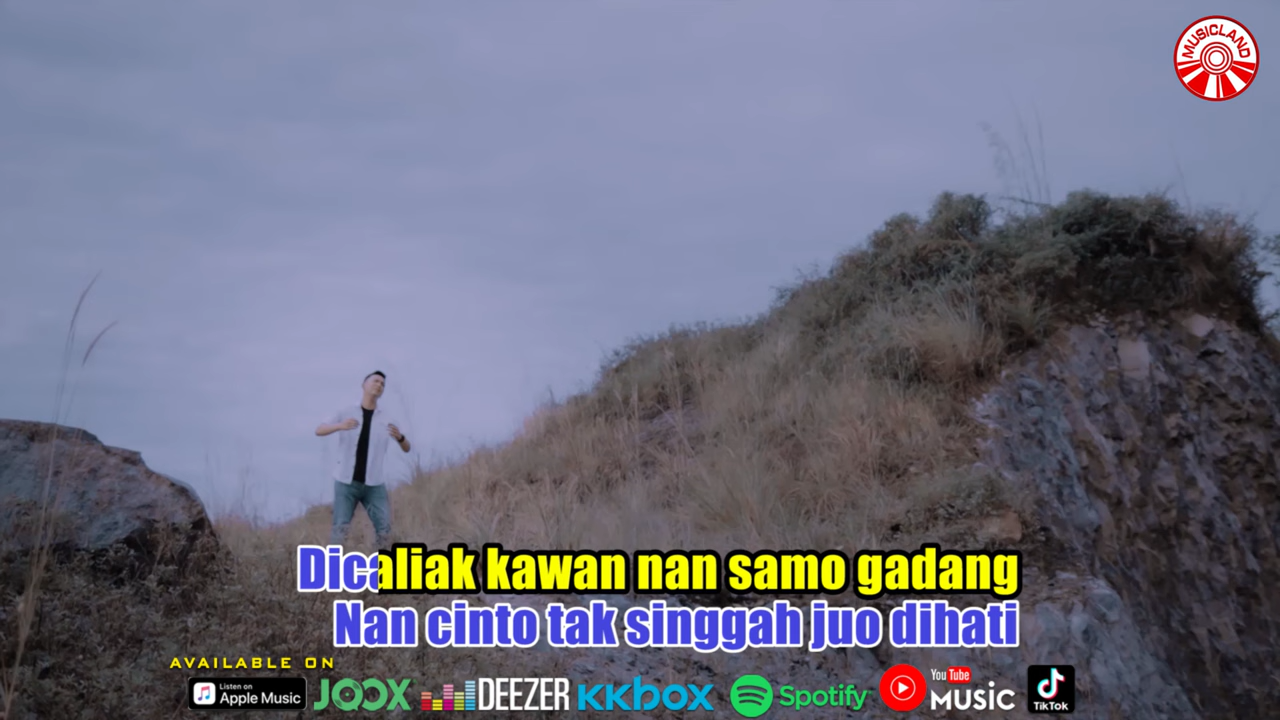 MUSICLAND
Dicaliak kawan nan samo gadang
Nan cinto tak singgah juo dihati
AVAILABLE ON
Listen on
Apple Music
JOOX
DEEZER
KKBOX
Spotify
YouTube
MUSIC
TikTok